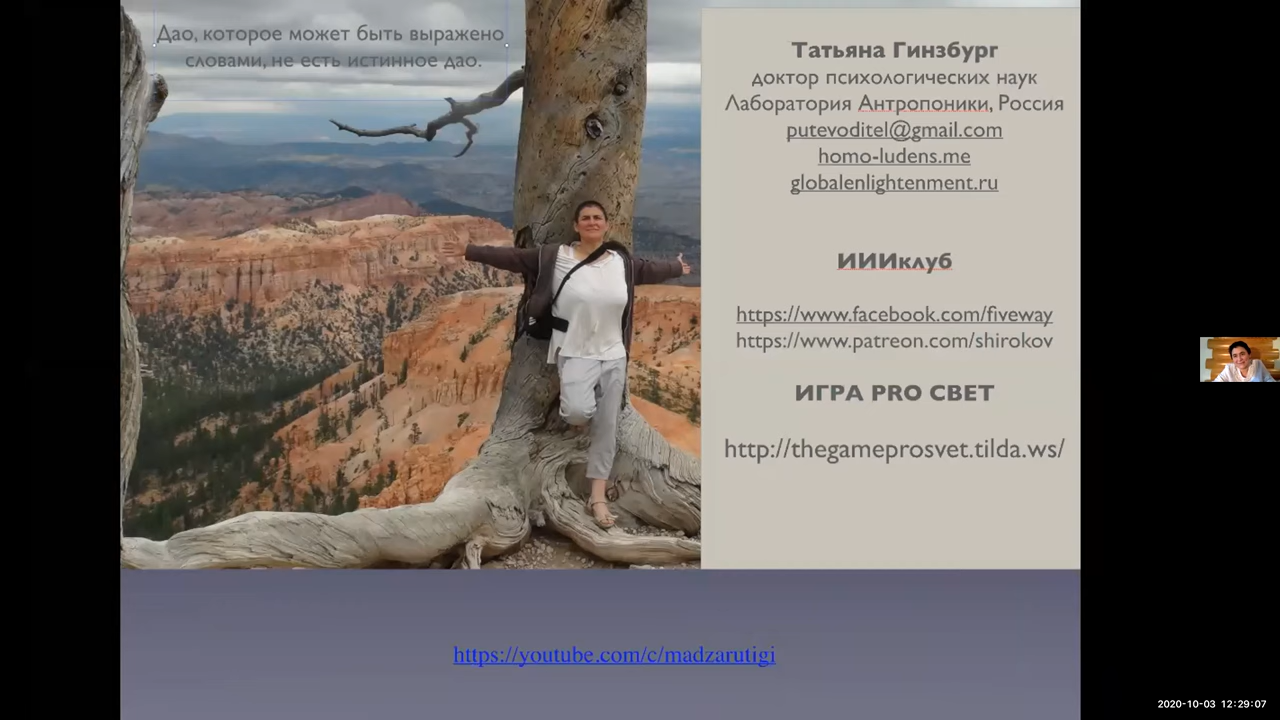 Дао, которое может быть выражено
словами, не есть истинное дао.
Татьяна Гинзбург
доктор психологических наук
Лаборатория Антропоники, Россия
putevoditel@gmail.com
homo-ludens.me
globalenlightenment.ru
ИИИклуб
https://www.facebook.com/fiveway
https://www.patreon.com/shirokov
ИГРА PRO СВЕТ
http://thegameprosvet.tilda.ws/
https://youtube.com/c/madzarutigi
2020-10-03 12:29:07